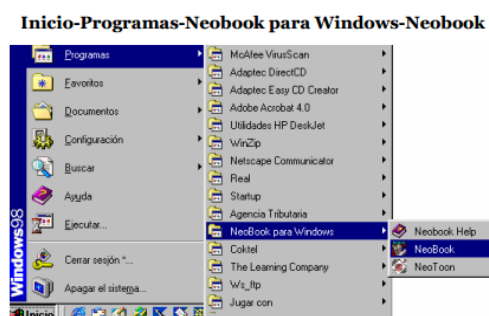 Inicio-Programas-Neobook para Windows-Neobook
Programas
Favoritos
Documentos
Configuración
Buscar
Ayuda
Ejecutar...
Cerrar sesión "...
Apagar el sistema...
Windows98
Inicio
McAfee VirusScan
Adaptec DirectCD
Adaptec Easy CD Creator
Adobe Acrobat 4.0
Utilidades HP DeskJet
WinZip
Netscape Communicator
Real
Startup
Agencia Tributaria
NeoBook para Windows
Coktel
The Learning Company
Ws_ftp
Jugar con
Neobook Help
NeoBook
NeoToon